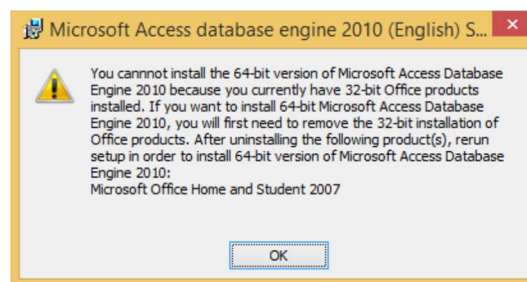 Microsoft Access database engine 2010 (English) S...
You cannnot install the 64-bit version of Microsoft Access Database
Engine 2010 because you currently have 32-bit Office products
installed. If you want to install 64-bit Microsoft Access Database
Engine 2010, you will first need to remove the 32-bit installation of
Office products. After uninstalling the following product(s), rerun
setup in order to install 64-bit version of Microsoft Access Database
Engine 2010:
Microsoft Office Home and Student 2007
OK